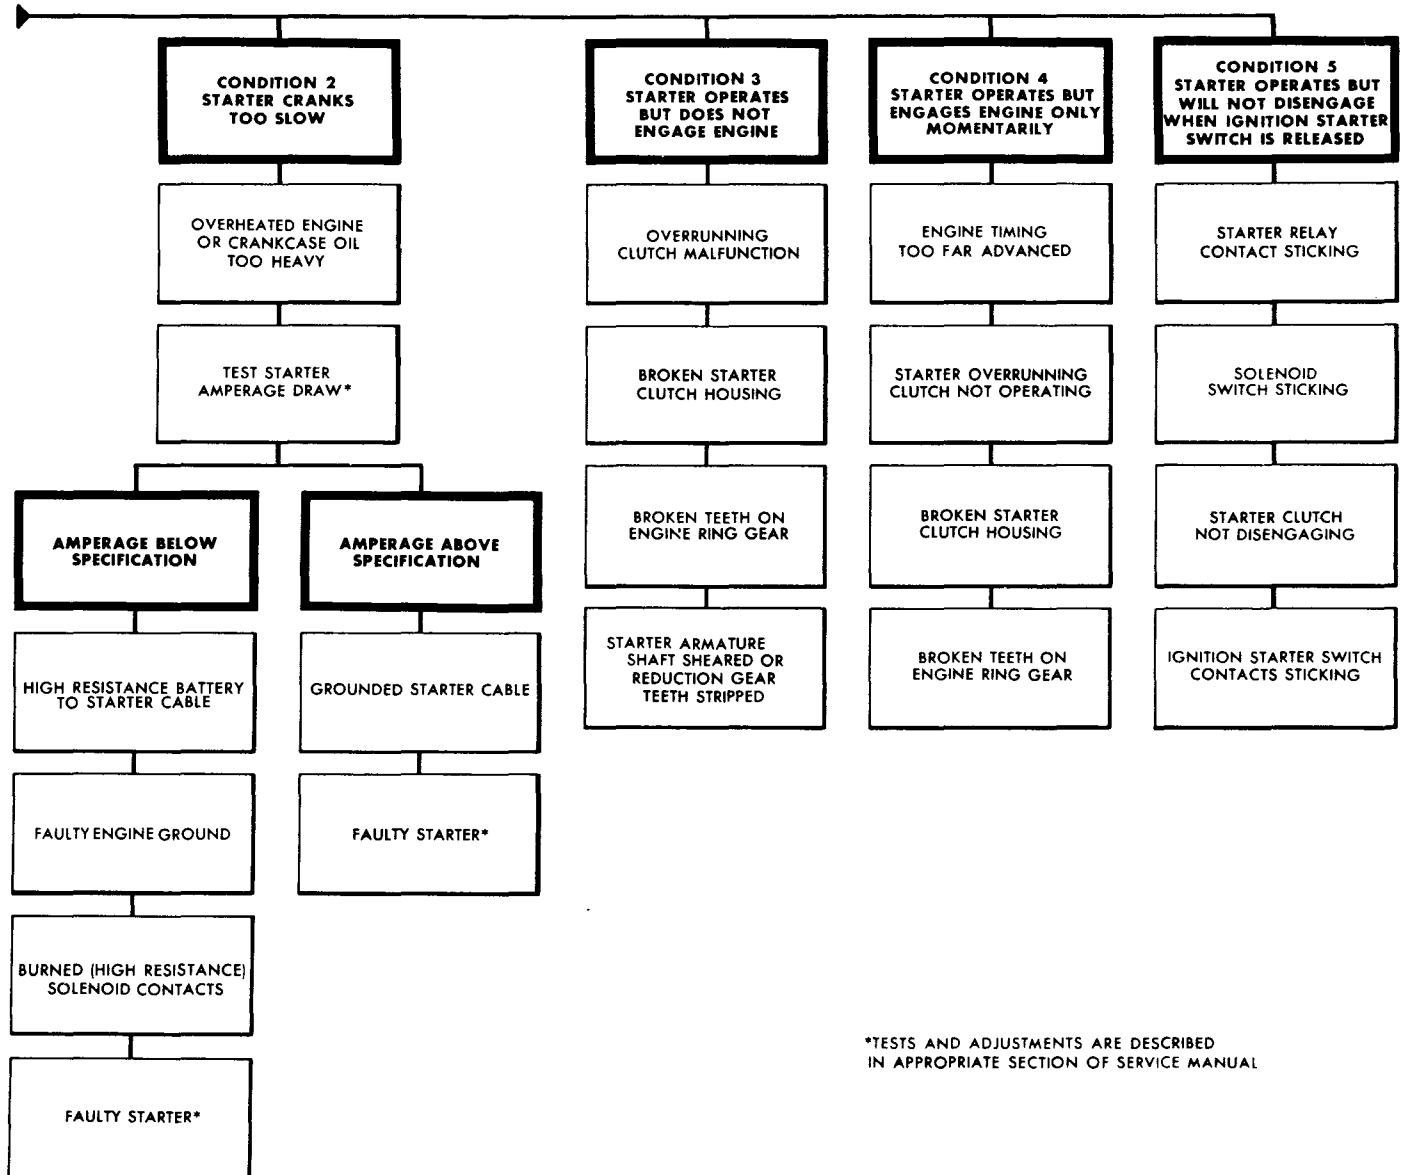 CONDITION 2
STARTER CRANKS
TOO SLOW
OVERHEATED ENGINE
OR CRANKCASE OIL
TOO HEAVY
TEST STARTER
AMPERAGE DRAW*
AMPERAGE BELOW
SPECIFICATION
HIGH RESISTANCE BATTERY
TO STARTER CABLE
FAULTY ENGINE GROUND
BURNED (HIGH RESISTANCE)
SOLENOID CONTACTS
FAULTY STARTER*
AMPERAGE ABOVE
SPECIFICATION
GROUNDED STARTER CABLE
FAULTY STARTER*
CONDITION 3
STARTER OPERATES
BUT DOES NOT
ENGAGE ENGINE
OVERRUNNING
CLUTCH MALFUNCTION
BROKEN STARTER
CLUTCH HOUSING
BROKEN TEETH ON
ENGINE RING GEAR
STARTER ARMATURE
SHAFT SHEARED OR
REDUCTION GEAR
TEETH STRIPPED
CONDITION 4
STARTER OPERATES BUT
ENGAGES ENGINE ONLY
MOMENTARILY
ENGINE TIMING
TOO FAR ADVANCED
STARTER OVERRUNNING
CLUTCH NOT OPERATING
BROKEN STARTER
CLUTCH HOUSING
BROKEN TEETH ON
ENGINE RING GEAR
CONDITION 5
STARTER OPERATES BUT
WILL NOT DISENGAGE
WHEN IGNITION STARTER
SWITCH IS RELEASED
STARTER RELAY
CONTACT STICKING
SOLENOID
SWITCH STICKING
STARTER CLUTCH
NOT DISENGAGING
IGNITION STARTER SWITCH
CONTACTS STICKING
*TESTS AND ADJUSTMENTS ARE DESCRIBED
IN APPROPRIATE SECTION OF SERVICE MANUAL